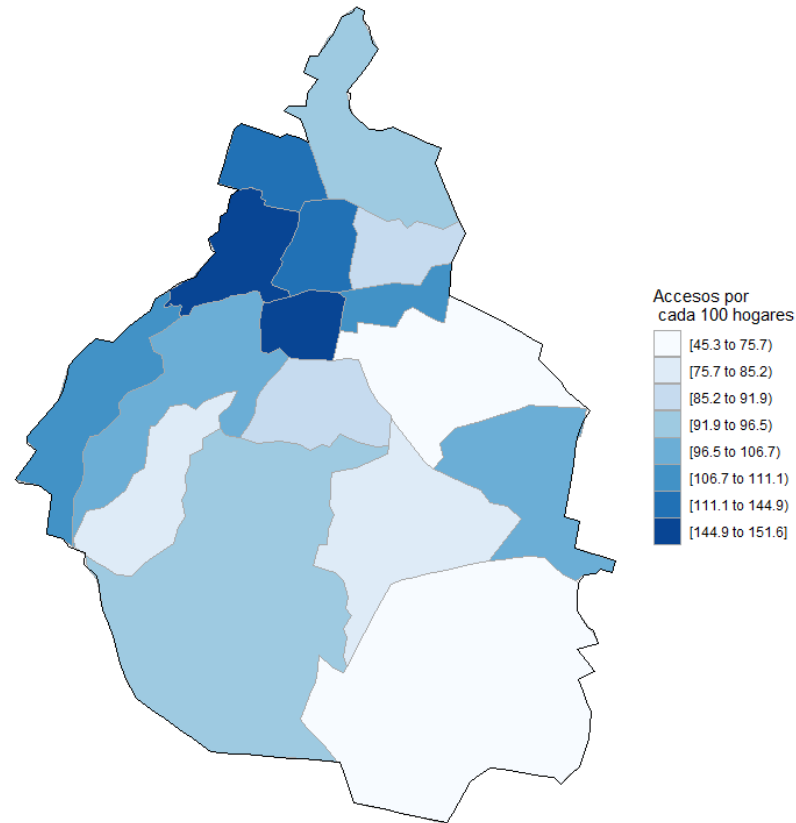 Accesos por
cada 100 hogares
[45.3 to 75.7)
[75.7 to 85.2)
[85.2 to 91.9)
[91.9 to 96.5)
[96.5 to 106.7)
[106.7 to 111.1)
[111.1 to 144.9)
[144.9 to 151.6]